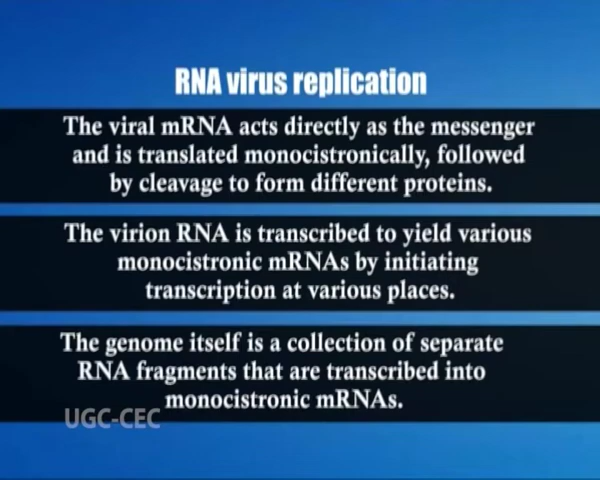 RNA virus replication
The viral mRNA acts directly as the messenger
and is translated monocistronically, followed
by cleavage to form different proteins.
The virion RNA is transcribed to yield various
monocistronic mRNAs by initiating
transcription at various places.
The genome itself is a collection of separate
RNA fragments that are transcribed into
monocistronic mRNAs.
UGC-CEC